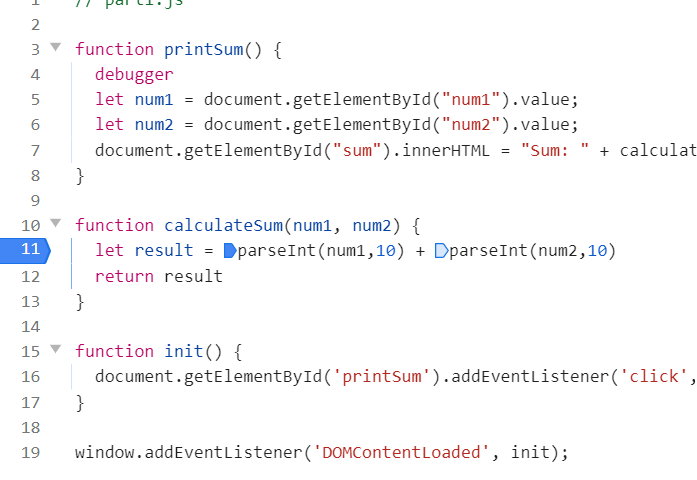 1 // part1.js
2
3 function printSum() {
4 debugger
5 let num1 = document.getElementById("num1").value;
6 let num2 = document.getElementById("num2").value;
7 document.getElementById("sum").innerHTML = "Sum: " + calculat
8 }
9
10 function calculateSum(num1, num2) {
11 let result = parseInt(num1,10) + parseInt(num2,10)
12 return result
13 }
14
15 function init() {
16 document.getElementById('printSum').addEventListener('click',
17 }
18
19 window.addEventListener('DOMContentLoaded', init);